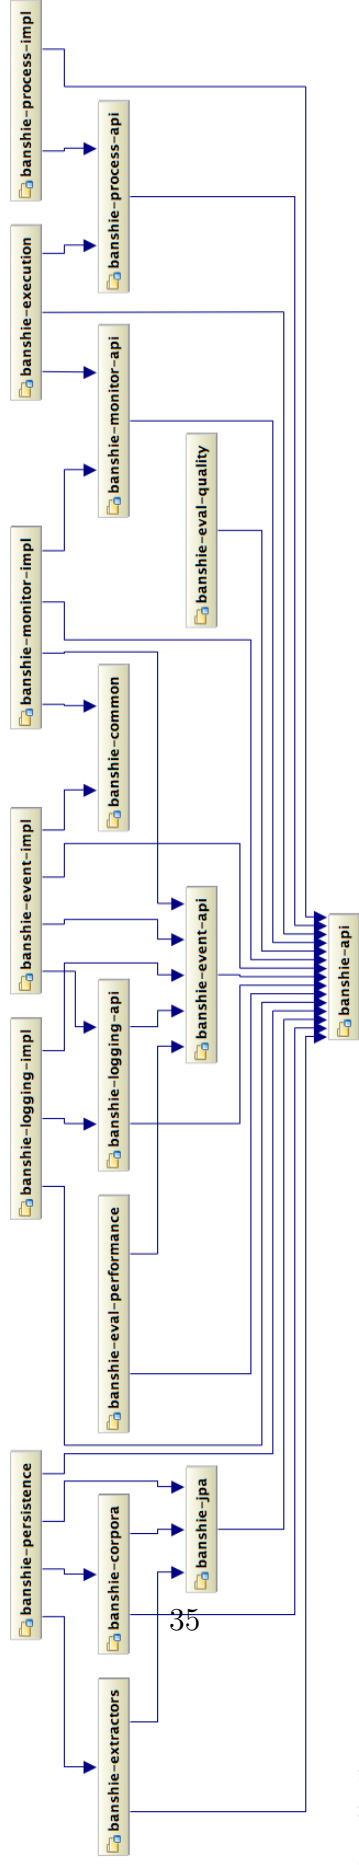 banshie-process-impl
banshie-execution
banshie-monitor-impl
banshie-event-impl
banshie-logging-impl
banshie-persistence
banshie-process-api
banshie-monitor-api
banshie-common
banshie-logging-api
banshie-eval-performance
banshie-corpora
banshie-extractors
banshie-eval-quality
banshie-event-api
banshie-jpa
banshie-api
35